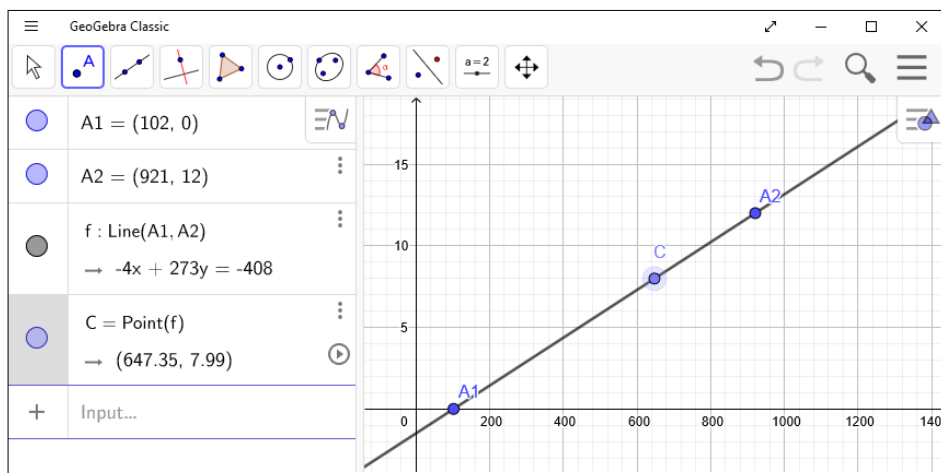 GeoGebra Classic
A
a = 2
A1 = (102, 0)
A2 = (921, 12)
f : Line(A1, A2)
→ -4x + 273y = -408
C = Point(f)
→ (647.35, 7.99)
+ Input...
15
10
5
A2
C
A1
0 200 400 600 800 1000 1200 140